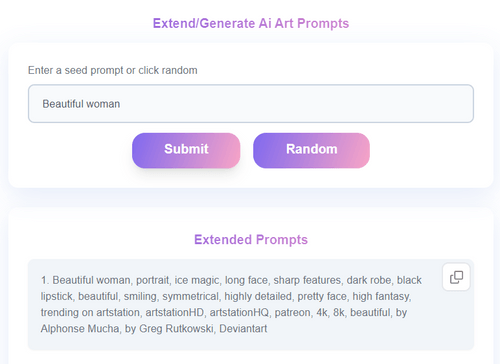 Extend/Generate Ai Art Prompts
Enter a seed prompt or click random
Beautiful woman
Submit
Random
Extended Prompts
1. Beautiful woman, portrait, ice magic, long face, sharp features, dark robe, black
lipstick, beautiful, smiling, symmetrical, highly detailed, pretty face, high fantasy,
trending on artstation, artstationHD, artstationHQ, patreon, 4k, 8k, beautiful, by
Alphonse Mucha, by Greg Rutkowski, Deviantart